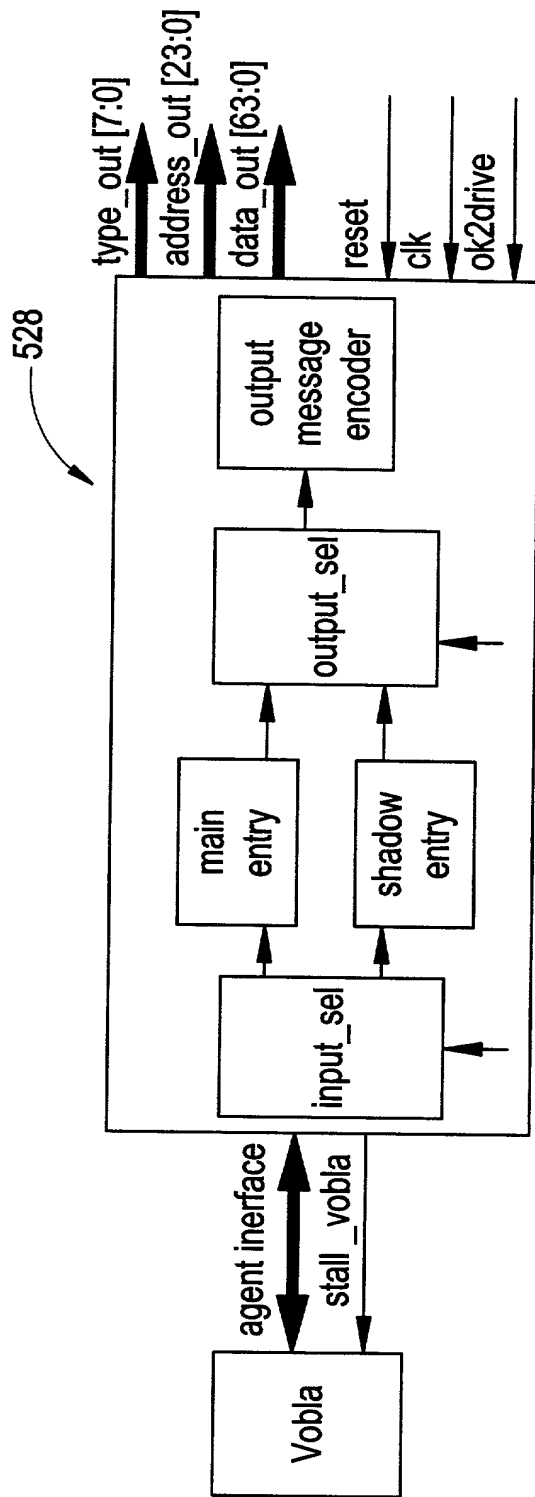 528
type_out [7:0]
address_out [23:0]
data_out [63:0]
reset
clk
ok2drive
output
message
encoder
output_sel
main
entry
shadow
entry
input_sel
agent inerface
stall_vobla
Vobla